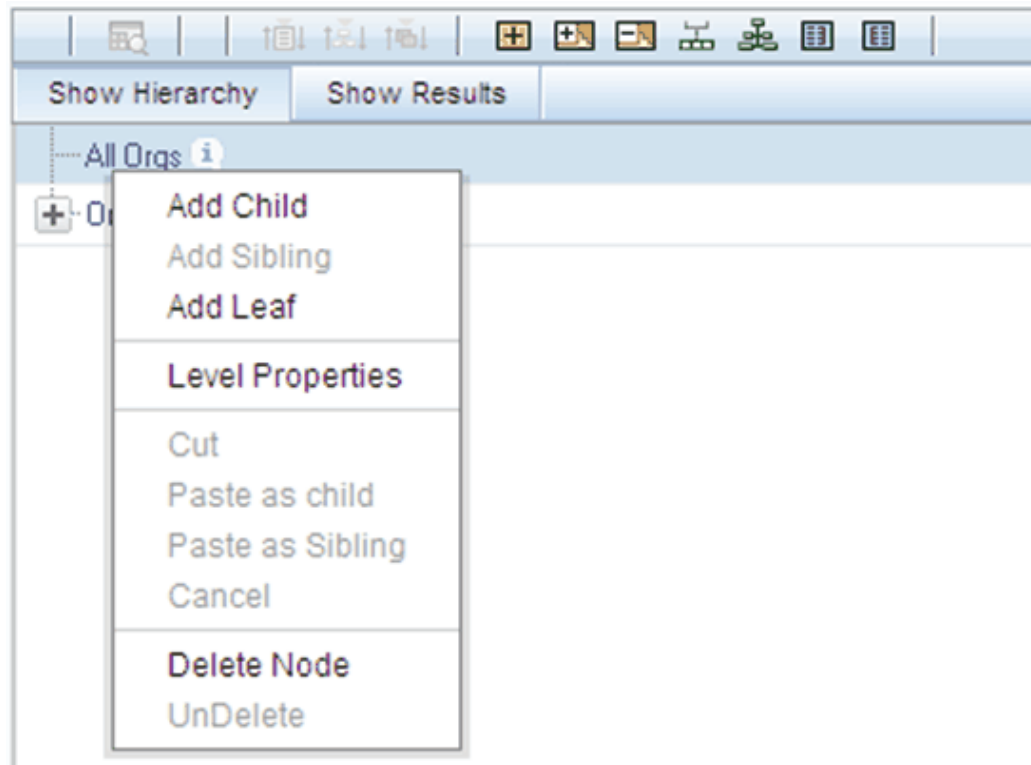 Show Hierarchy Show Results
All Orgs
Add Child
Add Sibling
Add Leaf
Level Properties
Cut
Paste as child
Paste as Sibling
Cancel
Delete Node
UnDelete